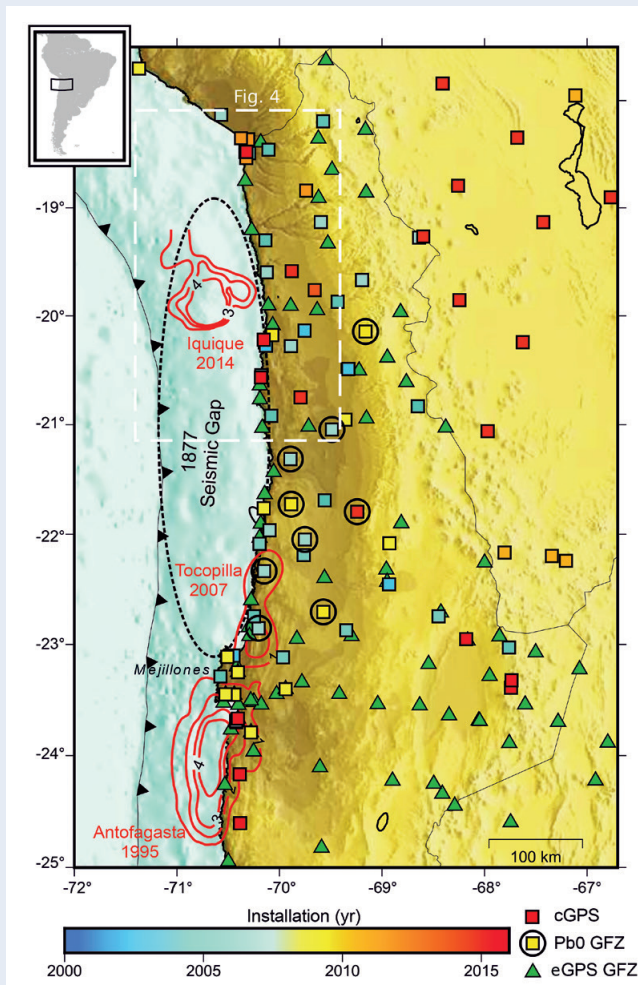 Fig. 4
-19°
4
3
-20°
Iquique
2014
-21°
1877
Seismic Gap
-22°
Tocopilla
2007
-23°
1
Mejillones
-24°
4
2
3
Antofagasta
1995
-25°
100 km
-72 -71 -70 -69 -68 -67
Installation (yr)
2000 2005 2010 2015
cGPS
Pb0 GFZ
eGPS GFZ